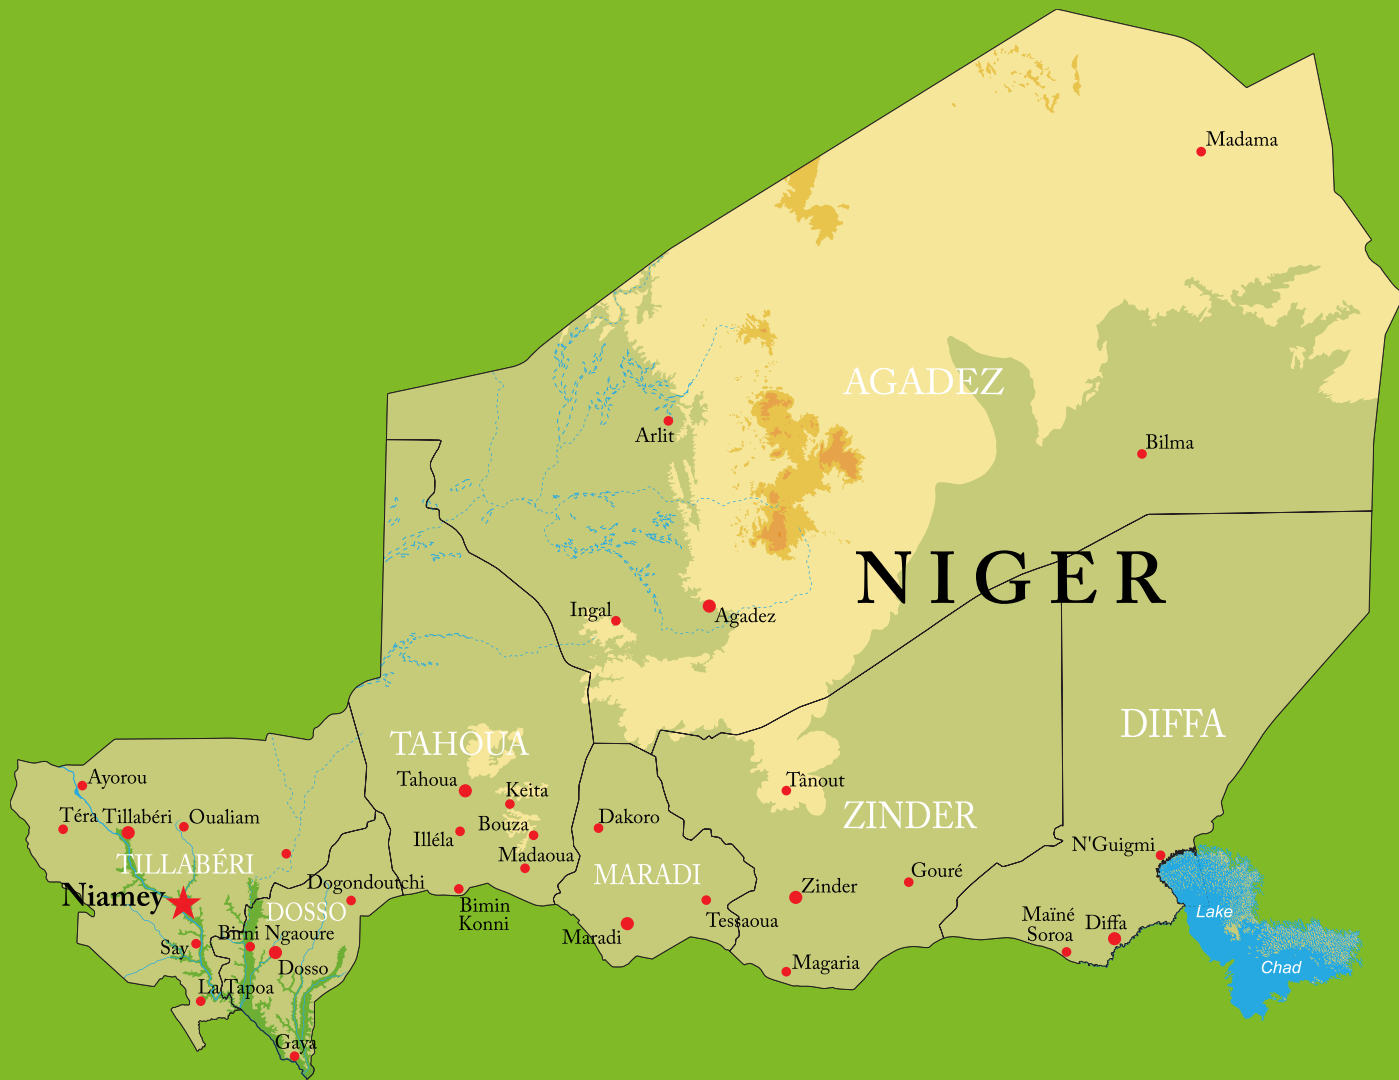 Madama
AGADEZ
Arlit
Bilma
NIGER
Ingal
Agadez
DIFFA
TAHOUA
Tahoua
Keita
Tânout
Ayorou
Téra
Tillabéri
Oualiam
Illéla
Bouza
Dakoro
ZINDER
Madaoua
N'Guigmi
TILLABÉRI
MARADI
Gouré
Niamey
Dogondoutchi
Zinder
DOSSO
Bimin
Konni
Tessaoua
Maïné
Soroa
Diffa
Lake
Chad
Say
Birni Ngaoure
Maradi
Dosso
Magaria
La Tapoa
Gaya